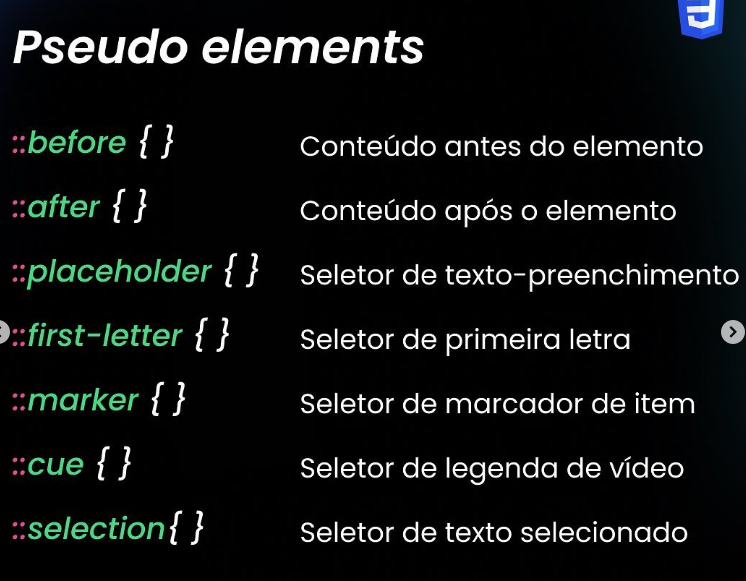 Pseudo elements
::before { } Conteúdo antes do elemento
::after { } Conteúdo após o elemento
::placeholder { } Seletor de texto-preenchimento
::first-letter { } Seletor de primeira letra
::marker { } Seletor de marcador de item
::cue { } Seletor de legenda de vídeo
::selection{ } Seletor de texto selecionado